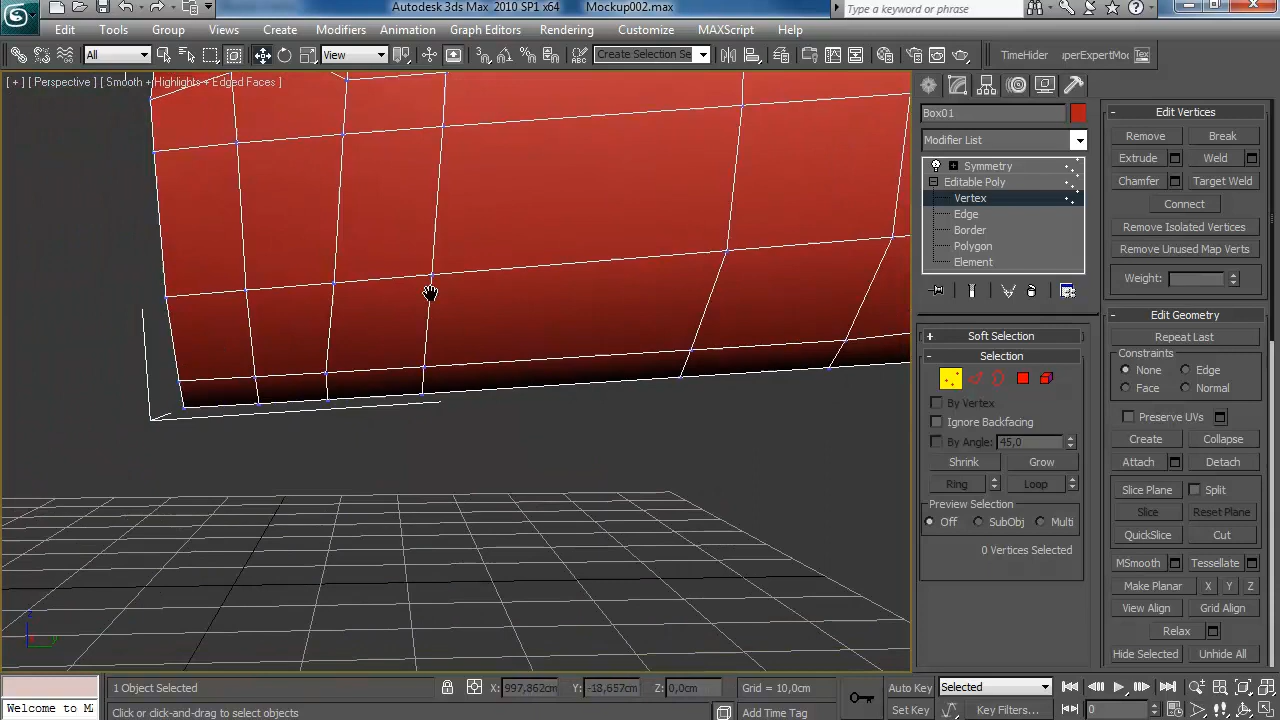 Autodesk 3ds Max 2010 SP1 x64 Mockup002.max
Type a keyword or phrase
Edit Tools Group Views Create Modifiers Animation Graph Editors Rendering Customize MAXScript Help
All View Create Selection Se TimeHider perExpertMod Tex
[ + ] [ Perspective ] [ Smooth + Highlights + Edged Faces ]
Box01
Modifier List
Symmetry
Editable Poly
Vertex
Edge
Border
Polygon
Element
Soft Selection
Selection
By Vertex
Ignore Backfacing
By Angle: 45,0
Shrink Grow
Ring Loop
Preview Selection
Off SubObj Multi
0 Vertices Selected
Edit Vertices
Remove Break
Extrude Weld
Chamfer Target Weld
Connect
Remove Isolated Vertices
Remove Unused Map Verts
Weight:
Edit Geometry
Repeat Last
Constraints
None Edge
Face Normal
Preserve UVs
Create Collapse
Attach Detach
Slice Plane Split
Slice Reset Plane
QuickSlice Cut
MSmooth Tessellate
Make Planar X Y Z
View Align Grid Align
Relax
Hide Selected Unhide All
z
y
1 Object Selected X: 997,862cm Y: -18,657cm Z: 0,0cm Grid = 10,0cm Auto Key Selected
Welcome to M Click or click-and-drag to select objects Add Time Tag Set Key Key Filters... 0